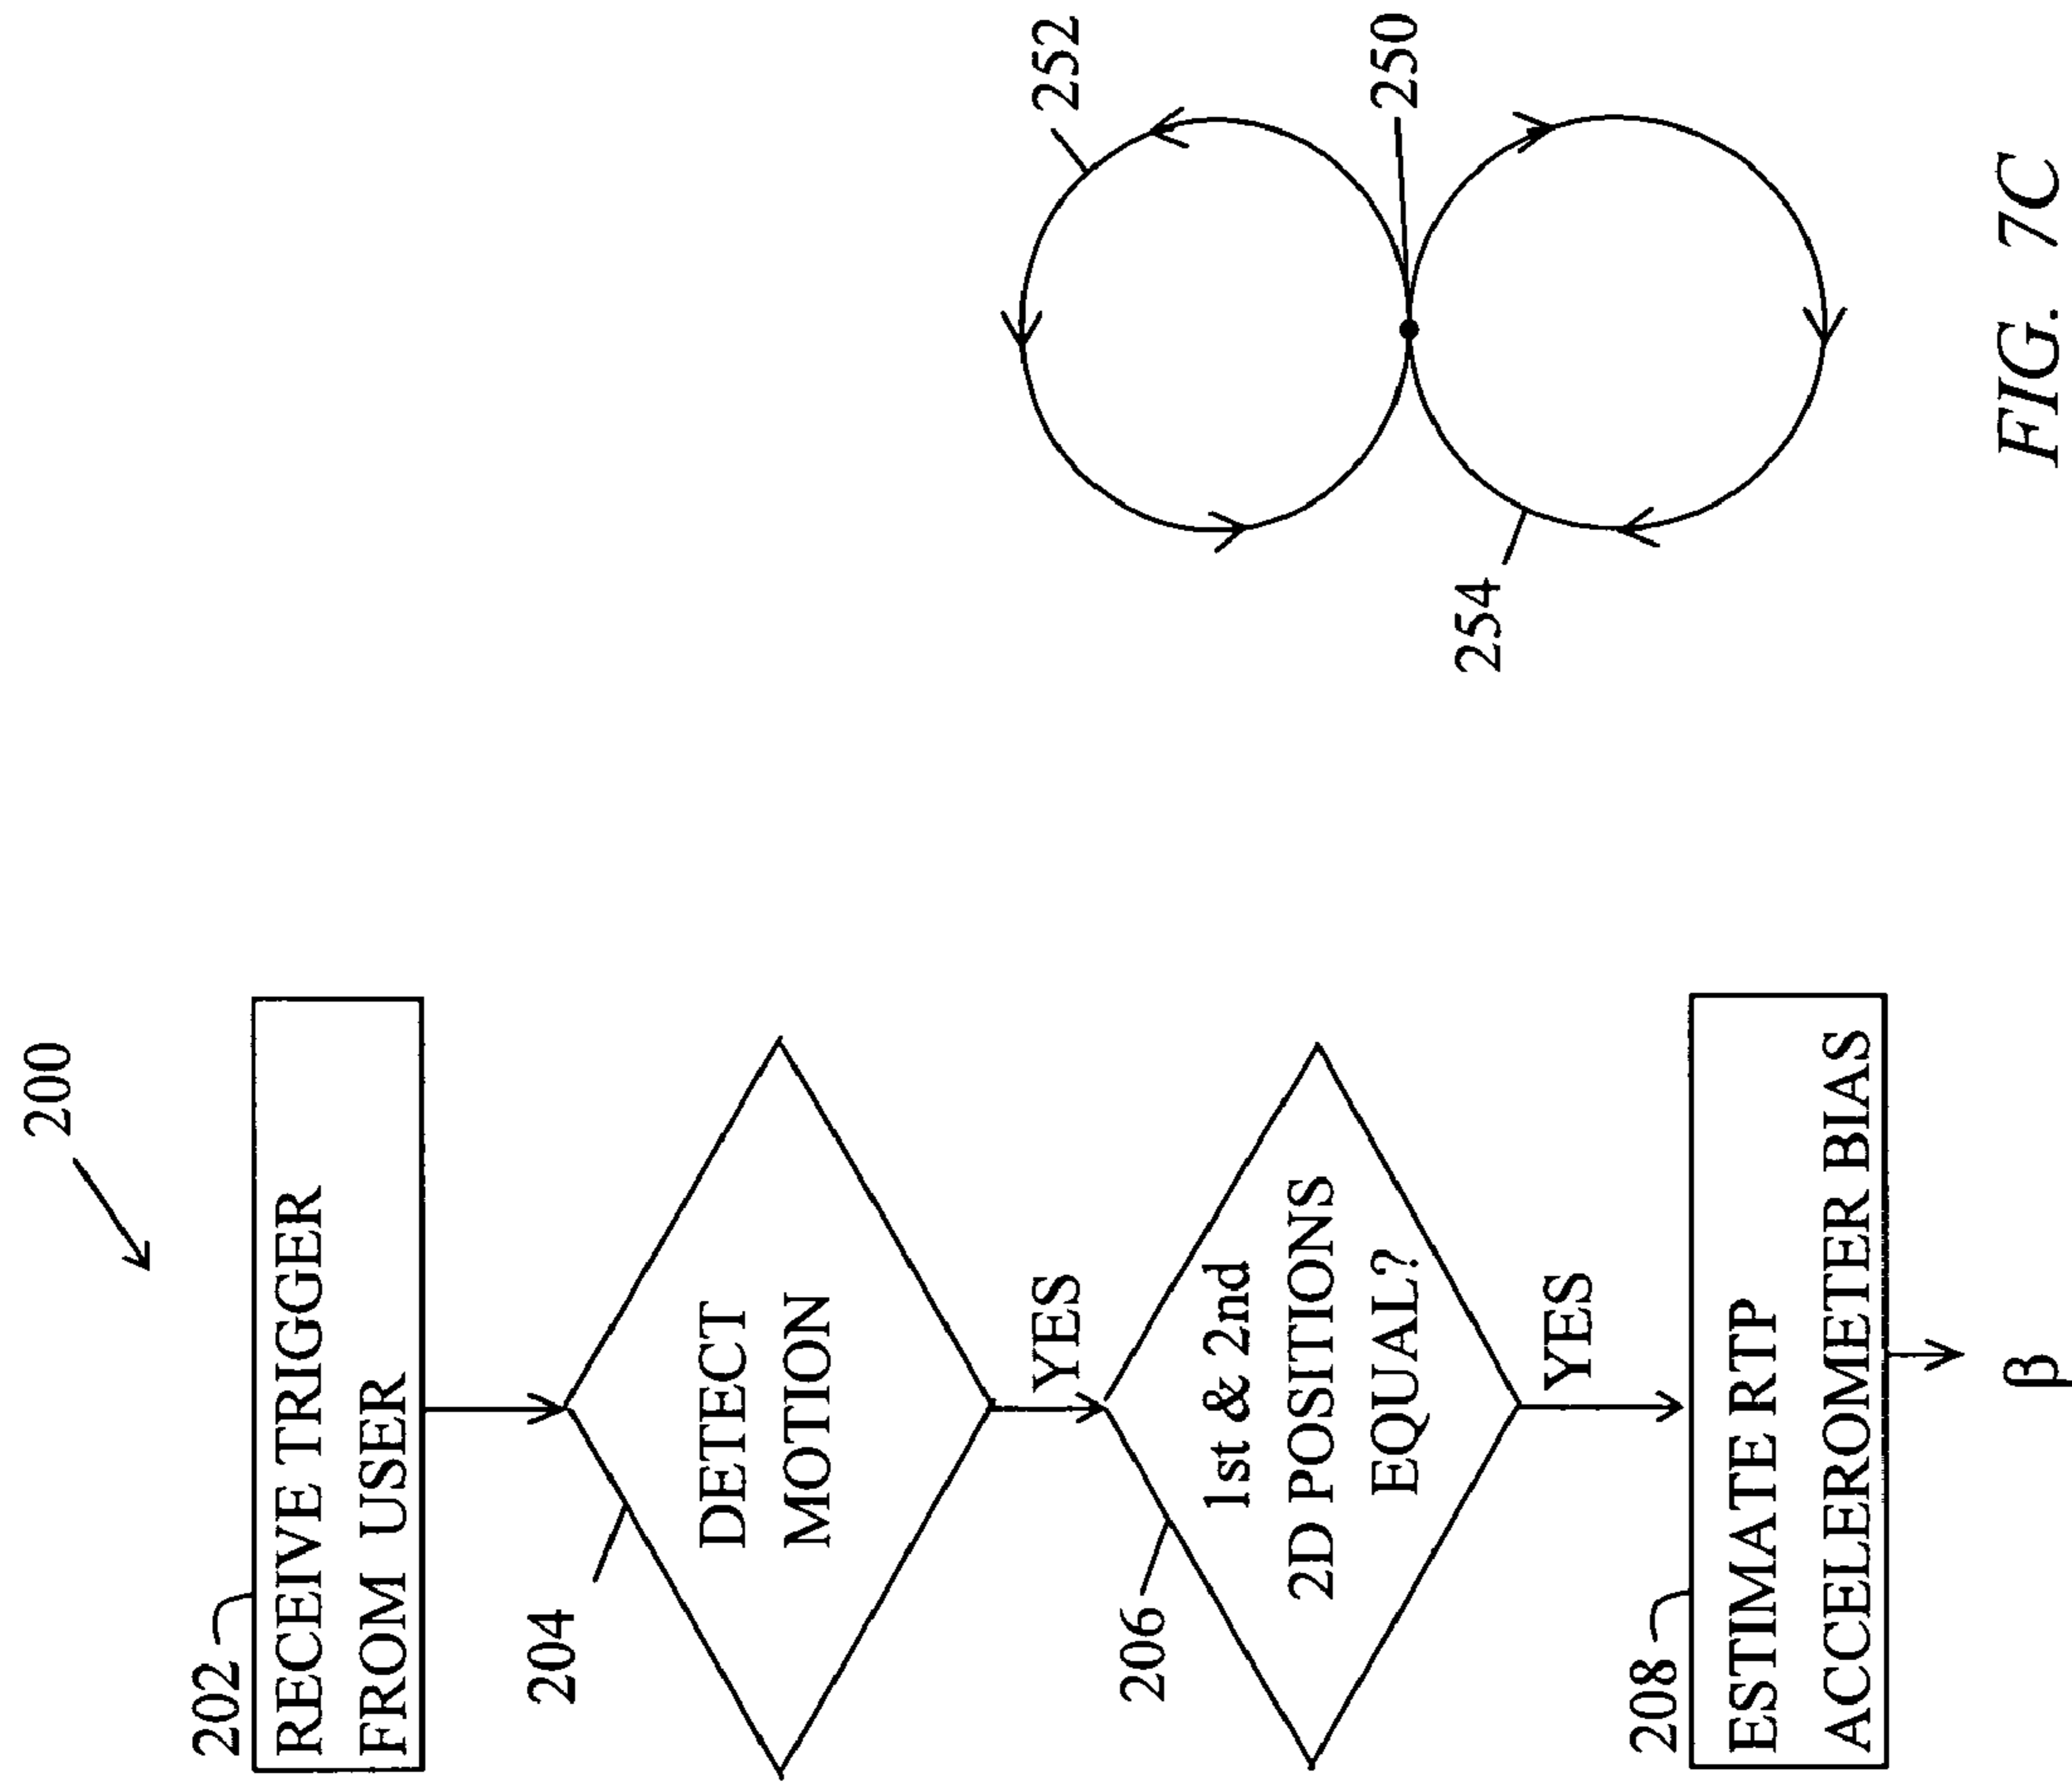 200
202
RECEIVE TRIGGER
FROM USER
204
DETECT
MOTION
YES
206
1st & 2nd
2D POSITIONS
EQUAL?
YES
208
ESTIMATE RTP
ACCELEROMETER BIAS
β
252
250
254
FIG. 7C